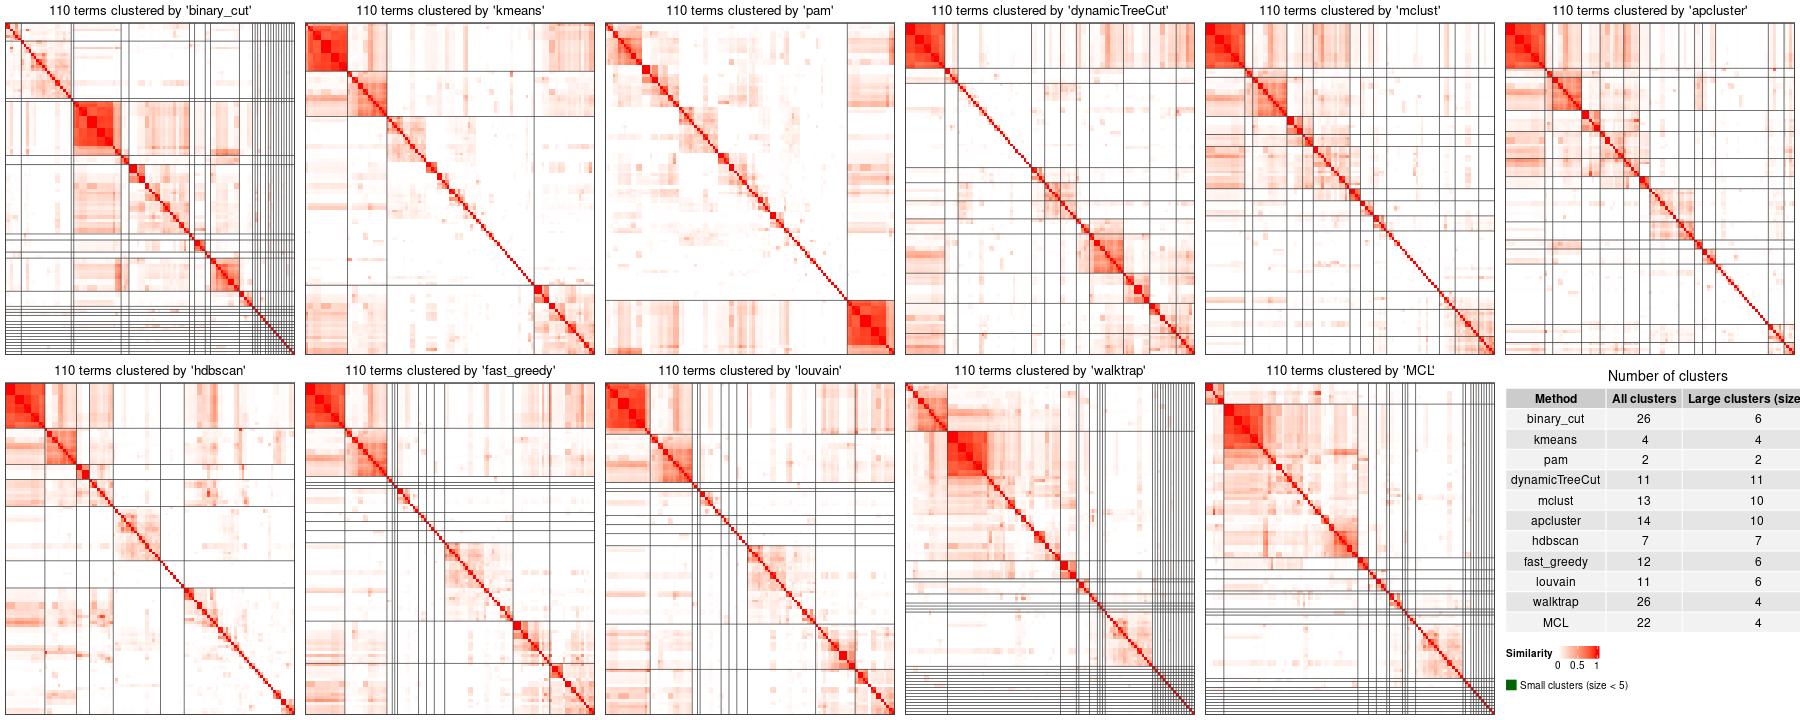 110 terms clustered by 'binary_cut'
110 terms clustered by 'kmeans'
110 terms clustered by 'pam'
110 terms clustered by 'dynamicTreeCut'
110 terms clustered by 'mclust'
110 terms clustered by 'apcluster'
110 terms clustered by 'hdbscan'
110 terms clustered by 'fast_greedy'
110 terms clustered by 'louvain'
110 terms clustered by 'walktrap'
110 terms clustered by 'MCL'
Number of clusters
Method All clusters Large clusters (size
binary_cut 26 6
kmeans 4 4
pam 2 2
dynamicTreeCut 11 11
mclust 13 10
apcluster 14 10
hdbscan 7 7
fast_greedy 12 6
louvain 11 6
walktrap 26 4
MCL 22 4
Similarity
0 0.5 1
Small clusters (size < 5)